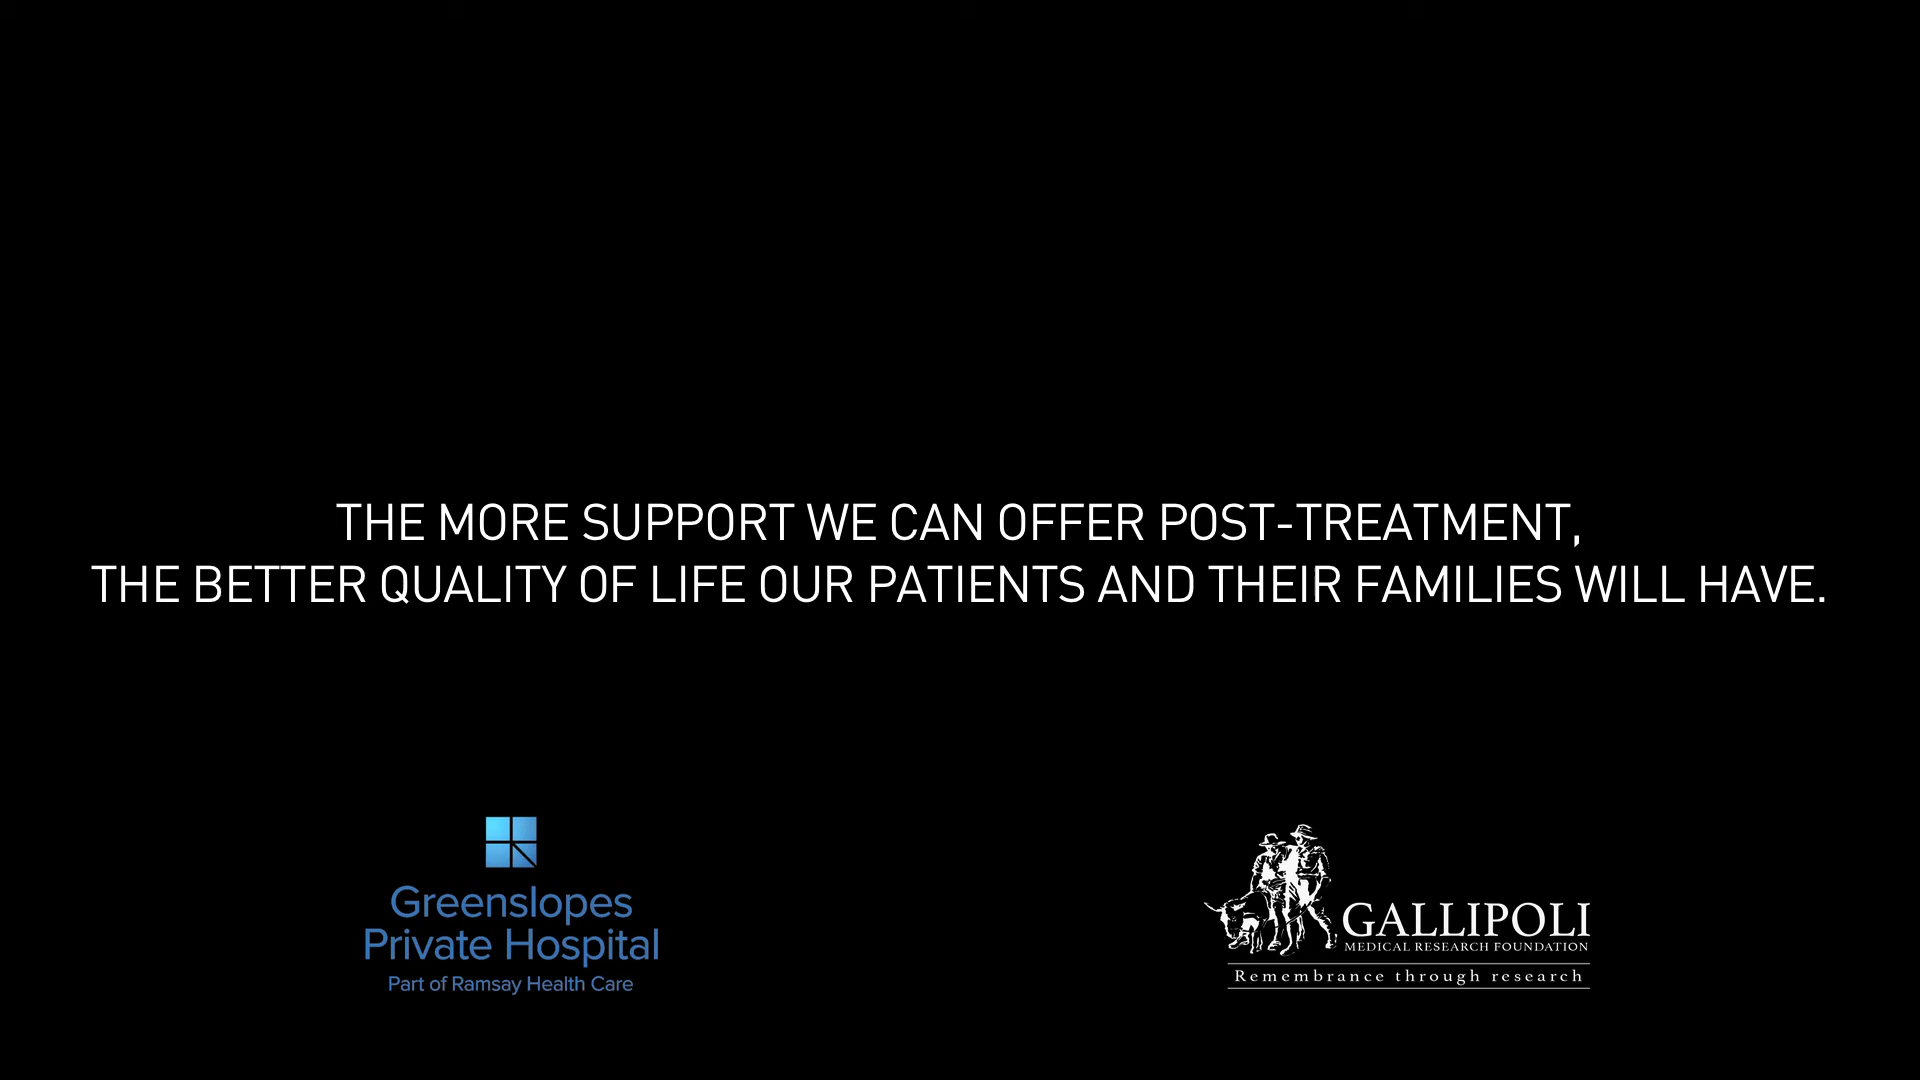 THE MORE SUPPORT WE CAN OFFER POST-TREATMENT,
THE BETTER QUALITY OF LIFE OUR PATIENTS AND THEIR FAMILIES WILL HAVE.
Greenslopes
Private Hospital
Part of Ramsay Health Care
GALLIPOLI
MEDICAL RESEARCH FOUNDATION
Remembrance through research